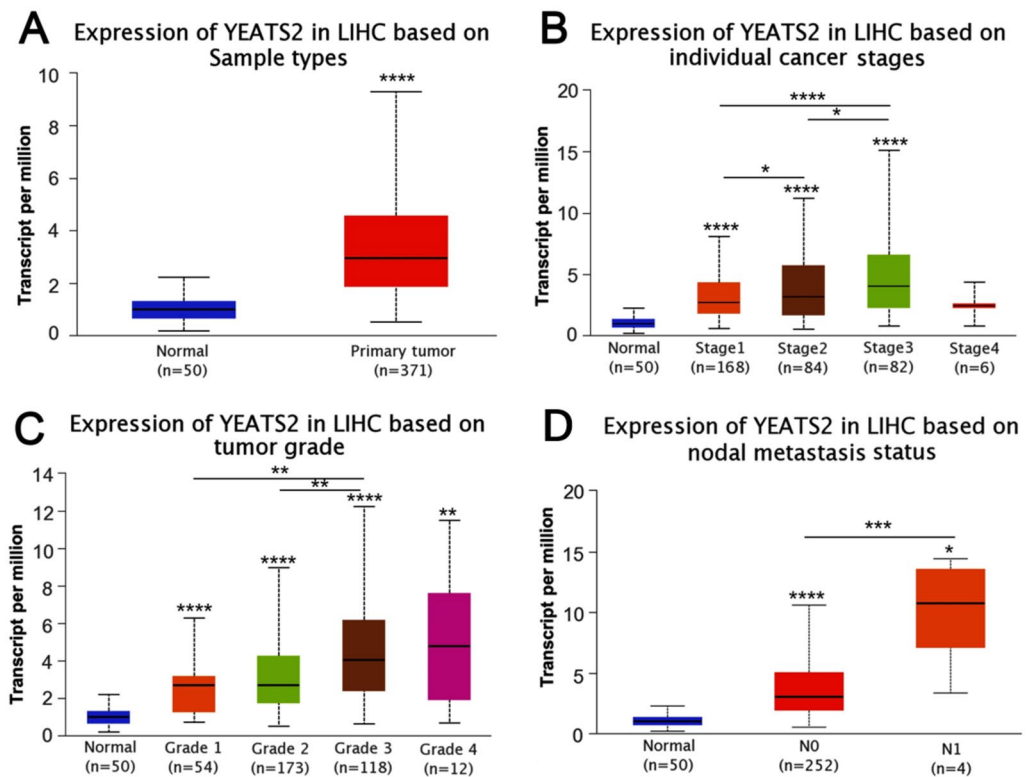 A
Expression of YEATS2 in LIHC based on
Sample types
Transcript per million
10
8
6
4
2
0
****
Normal
(n=50)
Primary tumor
(n=371)
B
Expression of YEATS2 in LIHC based on
individual cancer stages
Transcript per million
20
15
10
5
0
****
*
*
****
****
****
Normal
(n=50)
Stage1
(n=168)
Stage2
(n=84)
Stage3
(n=82)
Stage4
(n=6)
C
Expression of YEATS2 in LIHC based on
tumor grade
Transcript per million
14
12
10
8
6
4
2
0
**
**
****
**
****
****
Normal
(n=50)
Grade 1
(n=54)
Grade 2
(n=173)
Grade 3
(n=118)
Grade 4
(n=12)
D
Expression of YEATS2 in LIHC based on
nodal metastasis status
Transcript per million
20
15
10
5
0
***
*
****
Normal
(n=50)
N0
(n=252)
N1
(n=4)